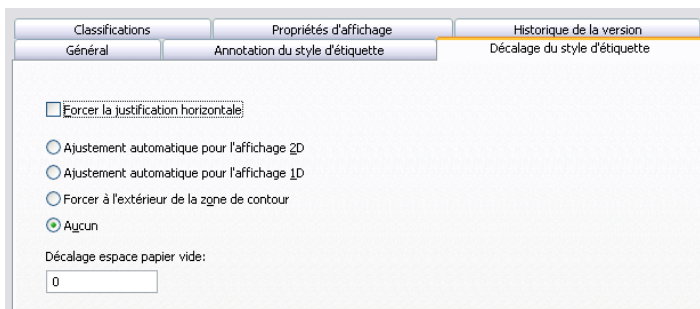 Classifications
Propriétés d'affichage
Historique de la version
Général
Annotation du style d'étiquette
Décalage du style d'étiquette
Forcer la justification horizontale
Ajustement automatique pour l'affichage 2D
Ajustement automatique pour l'affichage 1D
Forcer à l'extérieur de la zone de contour
Aucun
Décalage espace papier vide:
0